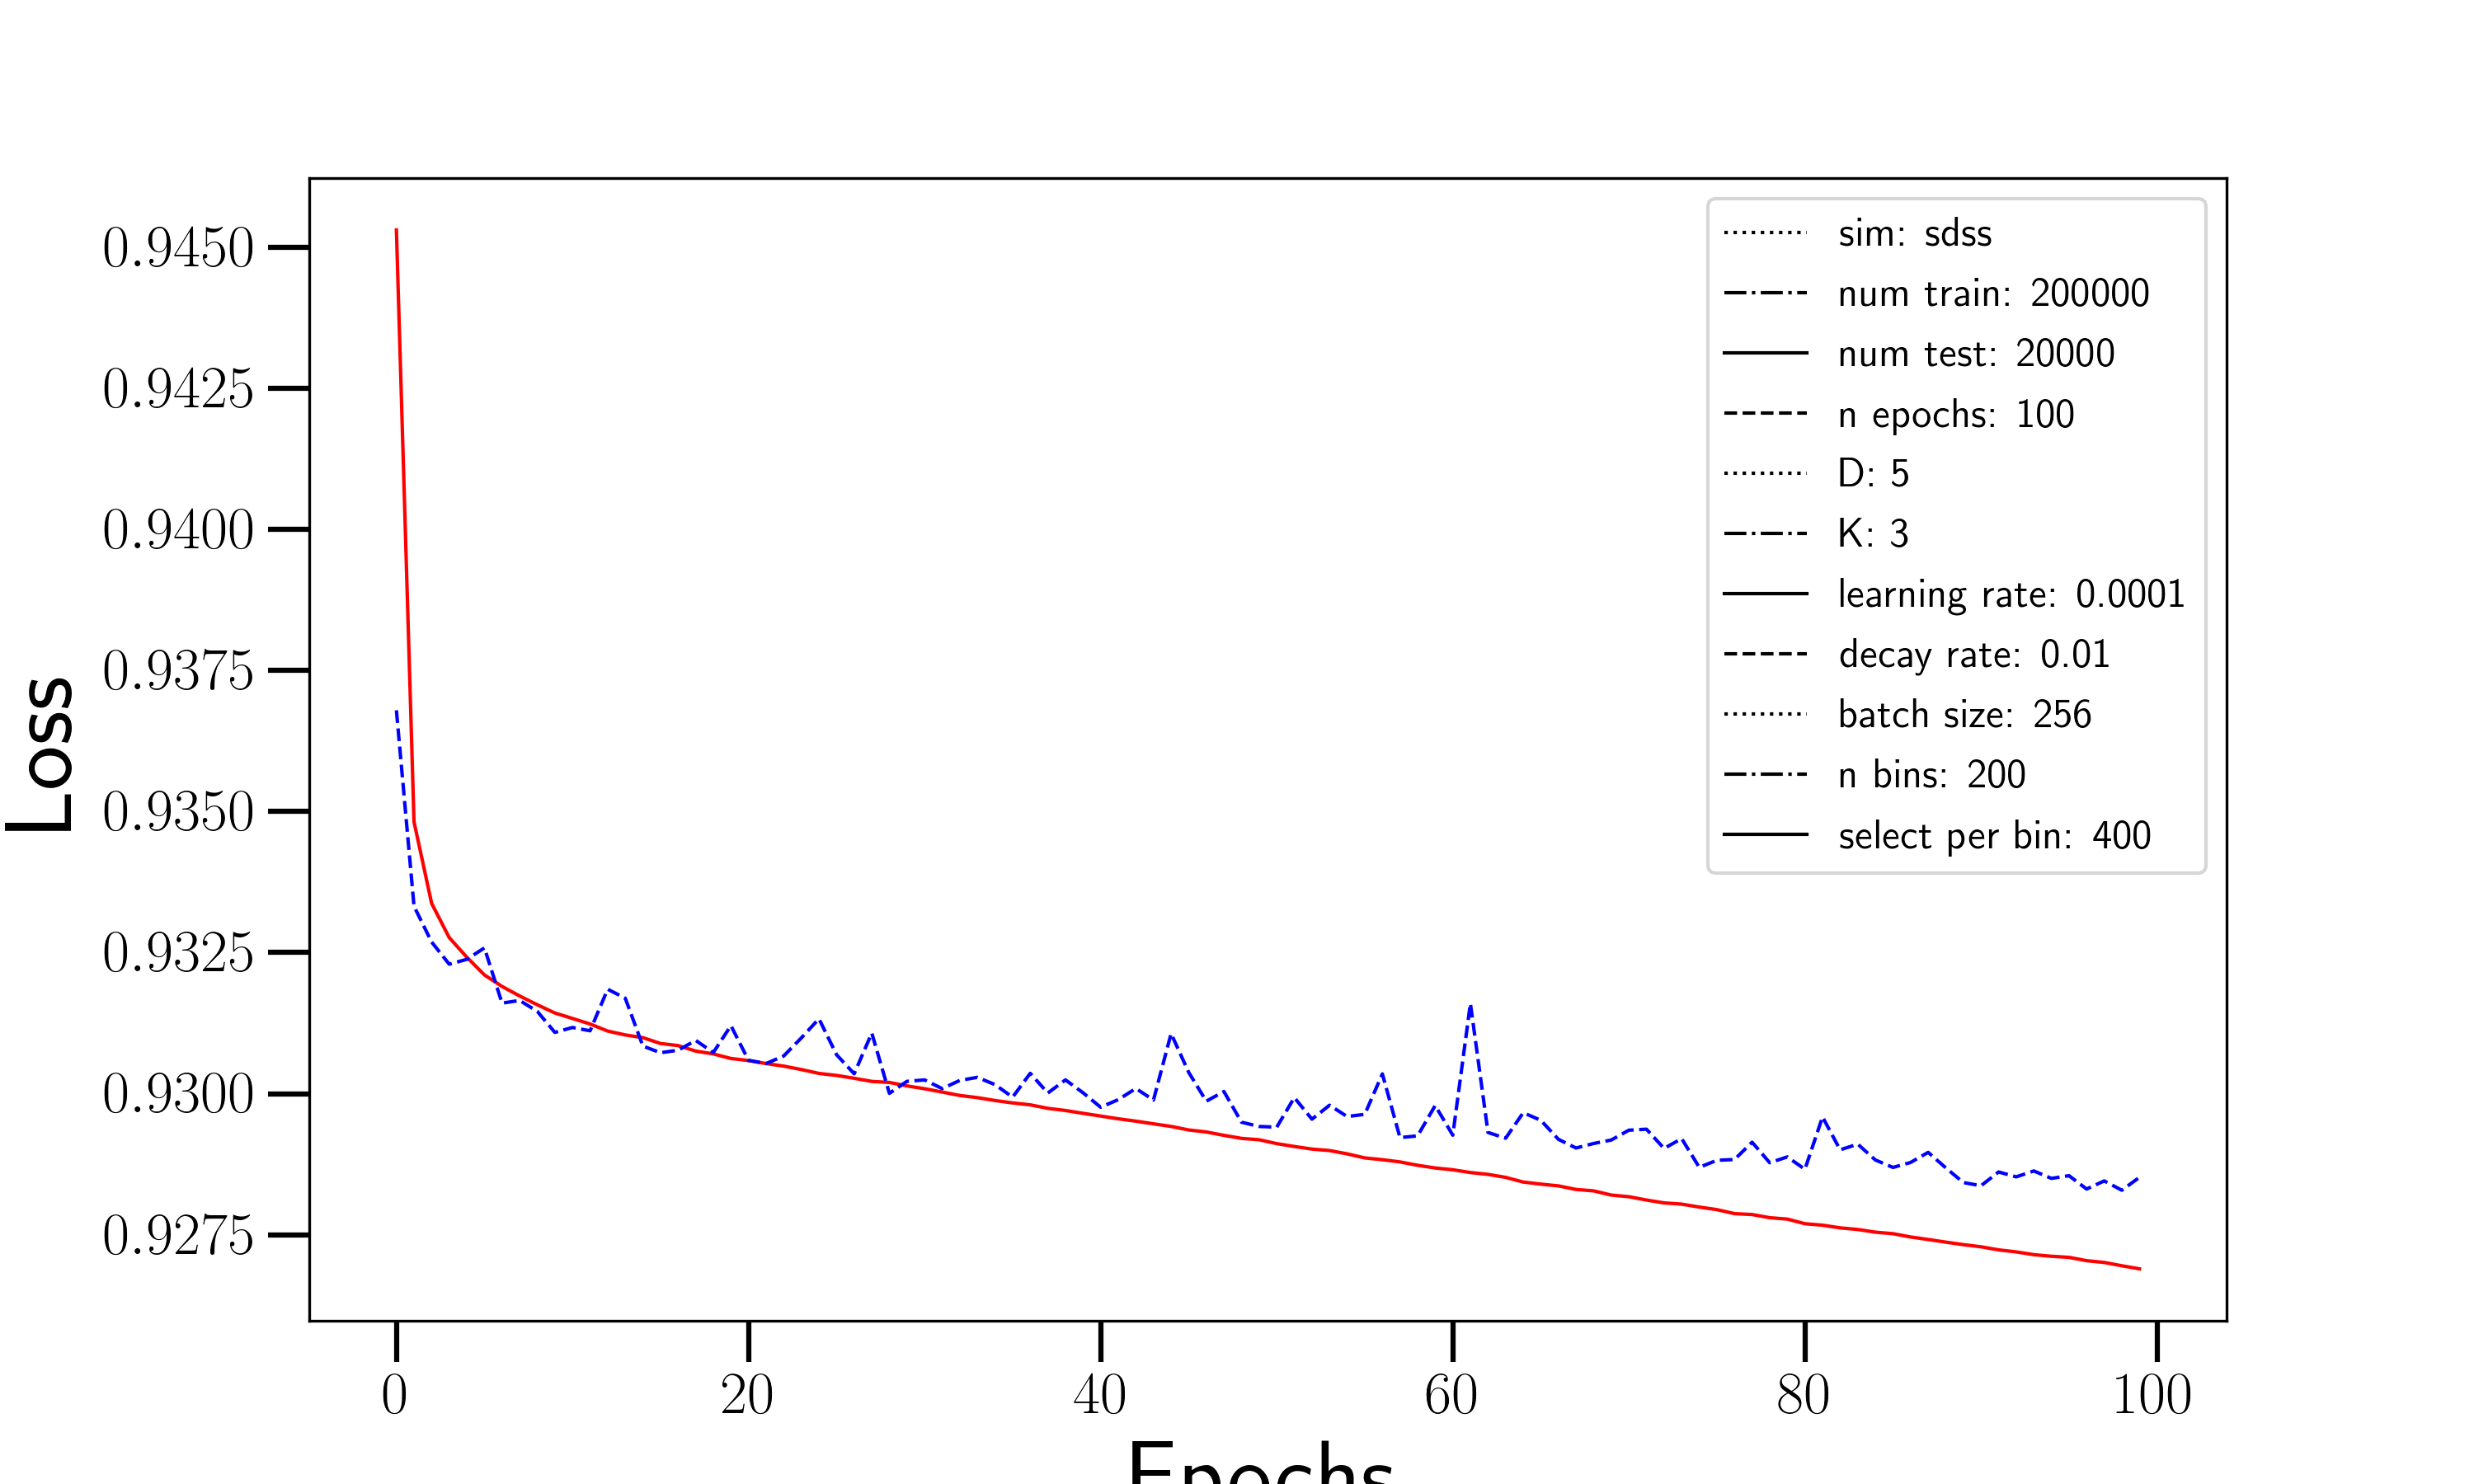 0.9450
0.9425
0.9400
0.9375
0.9350
0.9325
0.9300
0.9275
Loss
sim: sdss
num train: 200000
num test: 20000
n epochs: 100
D: 5
K: 3
learning rate: 0.0001
decay rate: 0.01
batch size: 256
n bins: 200
select per bin: 400
0 20 40 60 80 100
Epochs